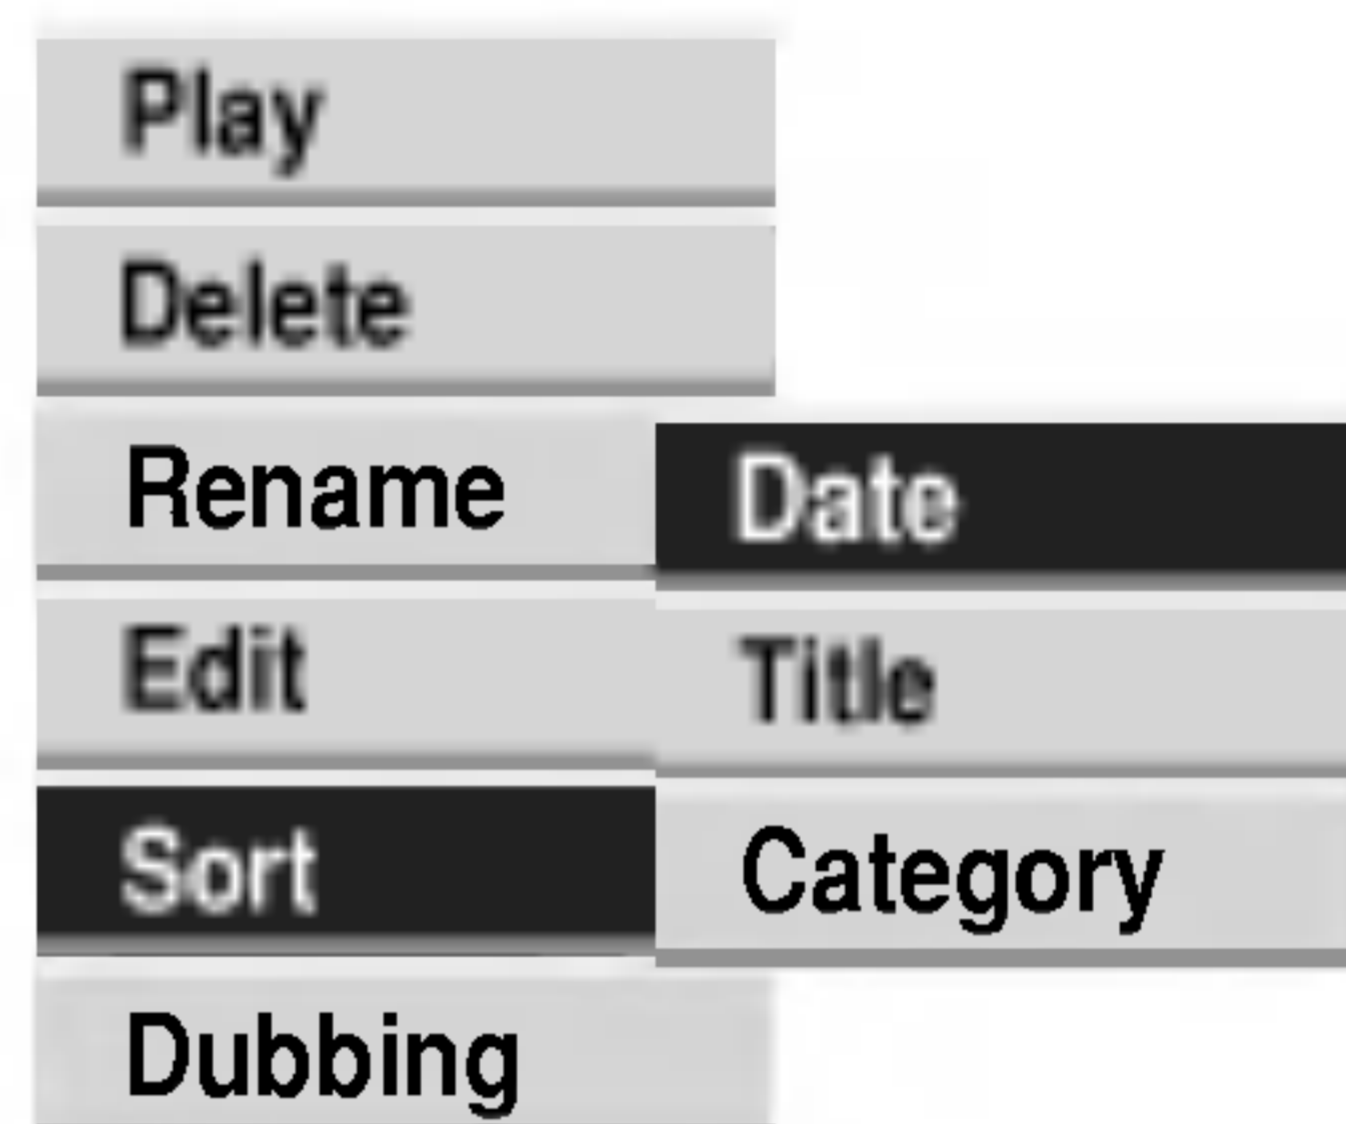 Play
Delete
Rename
Date
Edit
Title
Sort
Category
Dubbing